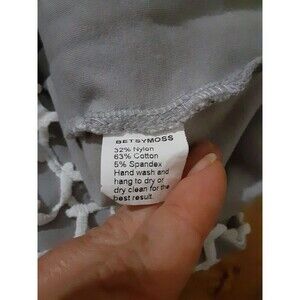 BETSYMOSS
32% Nylon
63% Cotton
5% Spandex
Hand wash and
hang to dry or
dry clean for the
best result.